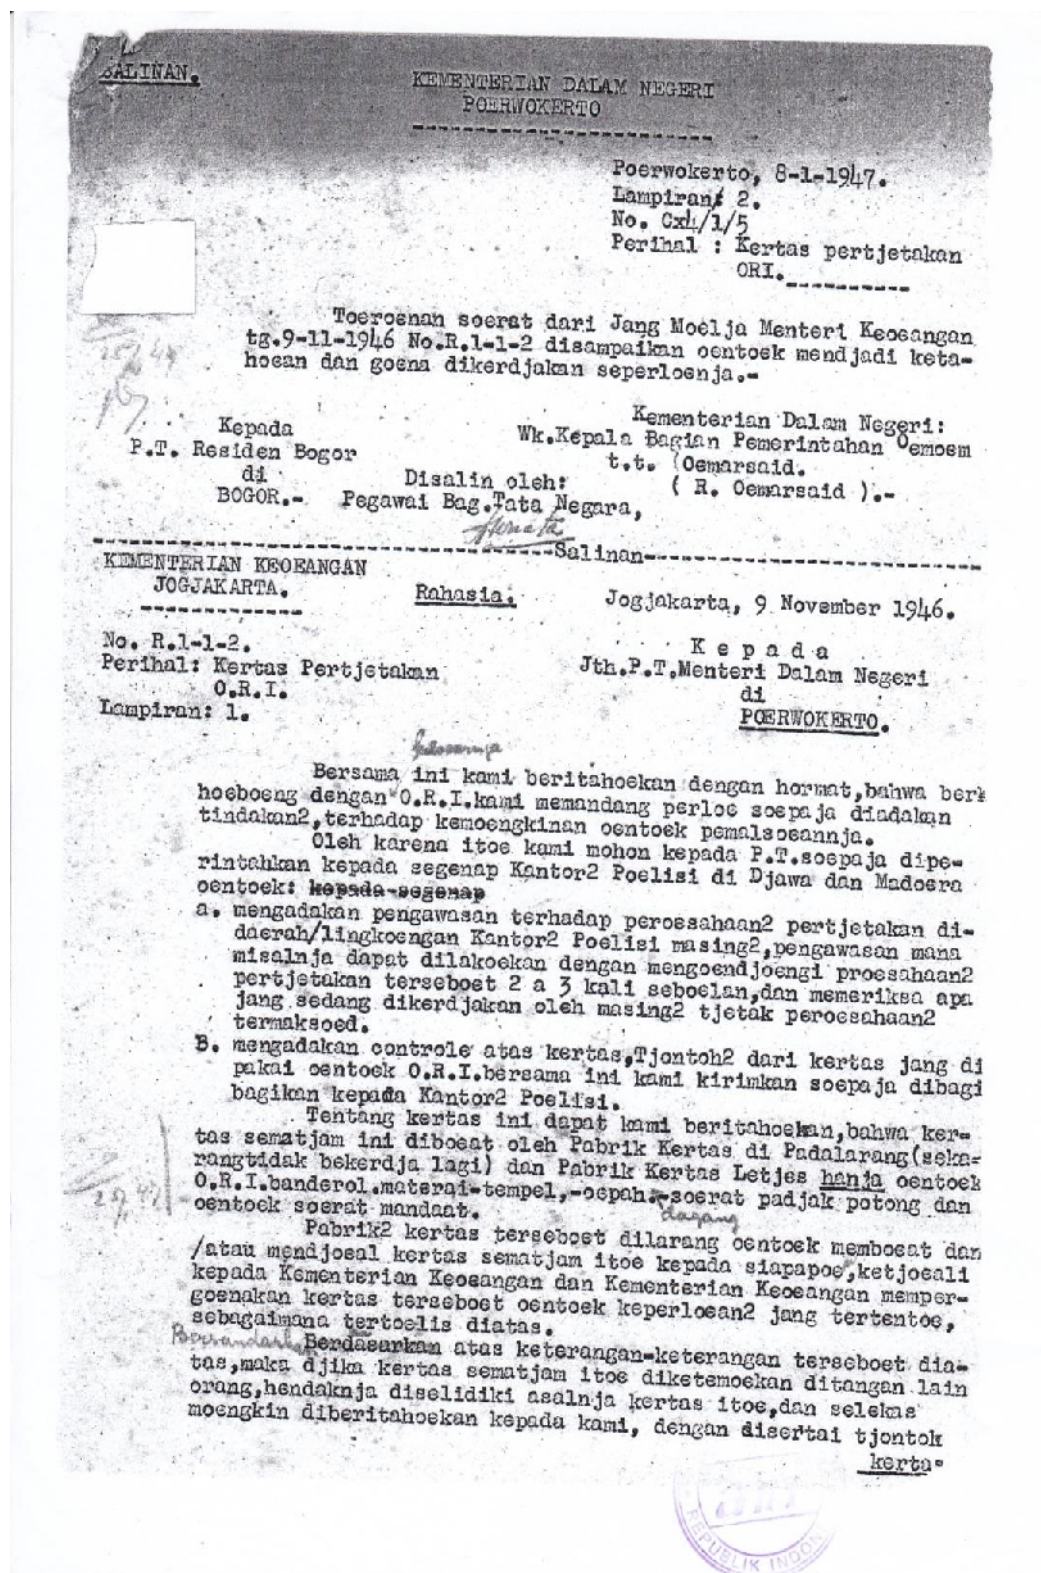 SALINAN.
KEMENTERIAN DALAM NEGERI
POERWOKERTO
Poerwokerto, 8-1-1947.
Lampiran 2.
No. Cx4/1/5
Perihal : Kertas pertjetakan
ORI.
Toeroenan soerat dari Jang Moelja Menteri Keoeangan
tg.9-11-1946 No.R.1-1-2 disampaikan oentoek mendjadi keta-
hoean dan goena dikerdjakan seperloenja.-
Kementerian Dalam Negeri:
Kepada
Wk.Kepala Bagian Pemerintahan Oemoem
P.T. Residen Bogor
t.t. (Oemarsaid.
di
Disalin oleh:
( R. Oemarsaid ).-
BOGOR.-
Pegawai Bag.Tata Negara,
Salinan
KEMENTERIAN KEOEANGAN
JOGJAKARTA.
Rahasia.
Jogjakarta, 9 November 1946.
No. R.1-1-2.
K e p a d a
Perihal: Kertas Pertjetakan
O.R.I.
Jth.P.T.Menteri Dalam Negeri
di
Lampiran: 1.
POERWOKERTO.
Bersama ini kami beritahoekan dengan hormat,bahwa ber
hoeboeng dengan O.R.I.kami memandang perloe soepaja diadakan
tindakan2,terhadap kemoengkinan oentoek pemalsoeannja.
Oleh karena itoe kami mohon kepada P.T.soepaja dipe-
rintahkan kepada segenap Kantor2 Poelisi di Djawa dan Madoera
oentoek: kepada segenap
a. mengadakan pengawasan terhadap peroesahaan2 pertjetakan di-
daerah/lingkoengan Kantor2 Poelisi masing2,pengawasan mana
misalnja dapat dilakoekan dengan mengoendjoengi proesahaan2
pertjetakan terseboet 2 a 3 kali seboelan,dan memeriksa apa
jang sedang dikerdjakan oleh masing2 tjetak peroesahaan2
termaksoed.
B. mengadakan controle atas kertas,Tjontoh2 dari kertas jang di
pakai oentoek O.R.I.bersama ini kami kirimkan soepaja dibagi
bagikan kepada Kantor2 Poelisi.
Tentang kertas ini dapat kami beritahoekan,bahwa ker-
tas sematjam ini diboeat oleh Pabrik Kertas di Padalarang(seka-
rangtidak bekerdja lagi) dan Pabrik Kertas Letjes hanja oentoek
O.R.I.banderol.materai-tempel,-oepah.-soerat padjak potong dan
oentoek soerat mandaat.
dagang
Pabrik2 kertas terseboet dilarang oentoek memboeat dan
/atau mendjoeal kertas sematjam itoe kepada siapapoe,ketjoeali
kepada Kementerian Keoeangan dan Kementerian Keoeangan memper-
goenakan kertas terseboet oentoek keperloean2 jang tertentoe,
sebagaimana tertoelis diatas.
Berdasarkan atas keterangan-keterangan terseboet dia-
tas,maka djika kertas sematjam itoe diketemoekan ditangan lain
orang,hendaknja diselidiki asalnja kertas itoe,dan selekas
moengkin diberitahoekan kepada kami, dengan disertai tjontok
kerta-
REPUBLIK INDON